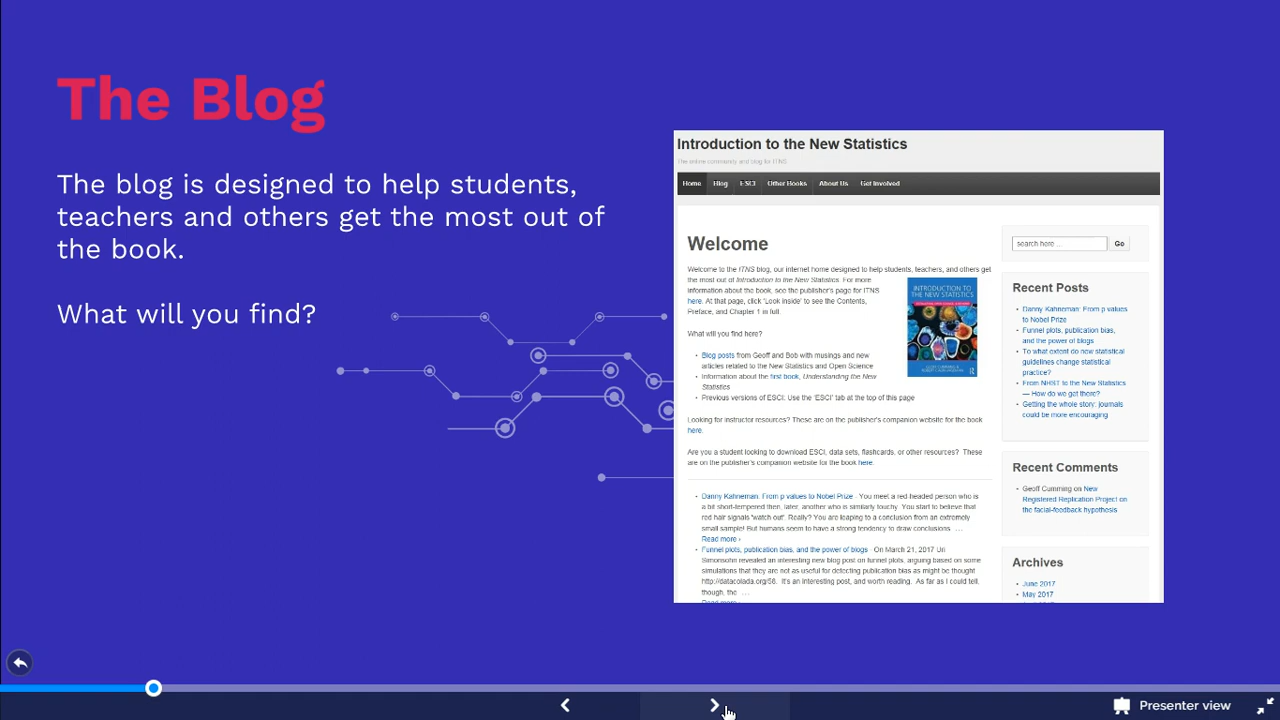 The Blog
The blog is designed to help students,
teachers and others get the most out of
the book.
What will you find?
Introduction to the New Statistics
The online community and blog for ITNS
Home Blog ESCI Other Books About Us Get Involved
Welcome
Welcome to the ITNS blog, our internet home designed to help students, teachers, and others get
the most out of Introduction to the New Statistics. For more
information about the book, see the publisher's page for ITNS
here. At that page, click 'Look Inside' to see the Contents,
Preface, and Chapter 1 in full.
What will you find here?
Blog posts from Geoff and Bob with musings and new
articles related to the New Statistics and Open Science
Information about the first book, Understanding the New
Statistics
Previous versions of ESCI: Use the 'ESCI' tab at the top of this page
INTRODUCTION TO
THE NEW STATISTICS
Looking for instructor resources? These are on the publisher's companion website for the book
here.
Are you a student looking to download ESCI, data sets, flashcards, or other resources? These
are on the publisher's companion website for the book here.
Danny Kahneman: From p values to Nobel Prize - You meet a red headed person who is
a bit short-tempered then, later, another who is similarly touchy. You start to believe that
red hair signals 'watch out'. Really? You are leaping to a conclusion from an extremely
small sample! But humans seem to have a strong tendency to draw conclusions …
Read more ›
Funnel plots, publication bias, and the power of blogs - On March 21, 2017 Uri
Simonsohn revealed an interesting new blog post on funnel plots, arguing based on some
simulations that they are not as useful for detecting publication bias as might be thought
http://datacolada.org/58. It's an interesting post, and worth reading. As far as I could tell,
though, the …
Read more ›
search here ... Go
Recent Posts
Danny Kahneman: From p values
to Nobel Prize
Funnel plots, publication bias,
and the power of blogs
To what extent do new statistical
guidelines change statistical
practice?
From NHST to the New Statistics
— How do we get there?
Getting the whole story: journals
could be more encouraging
Recent Comments
Geoff Cumming on New
Registered Replication Project on
the facial-feedback hypothesis
Archives
June 2017
May 2017
Presenter view